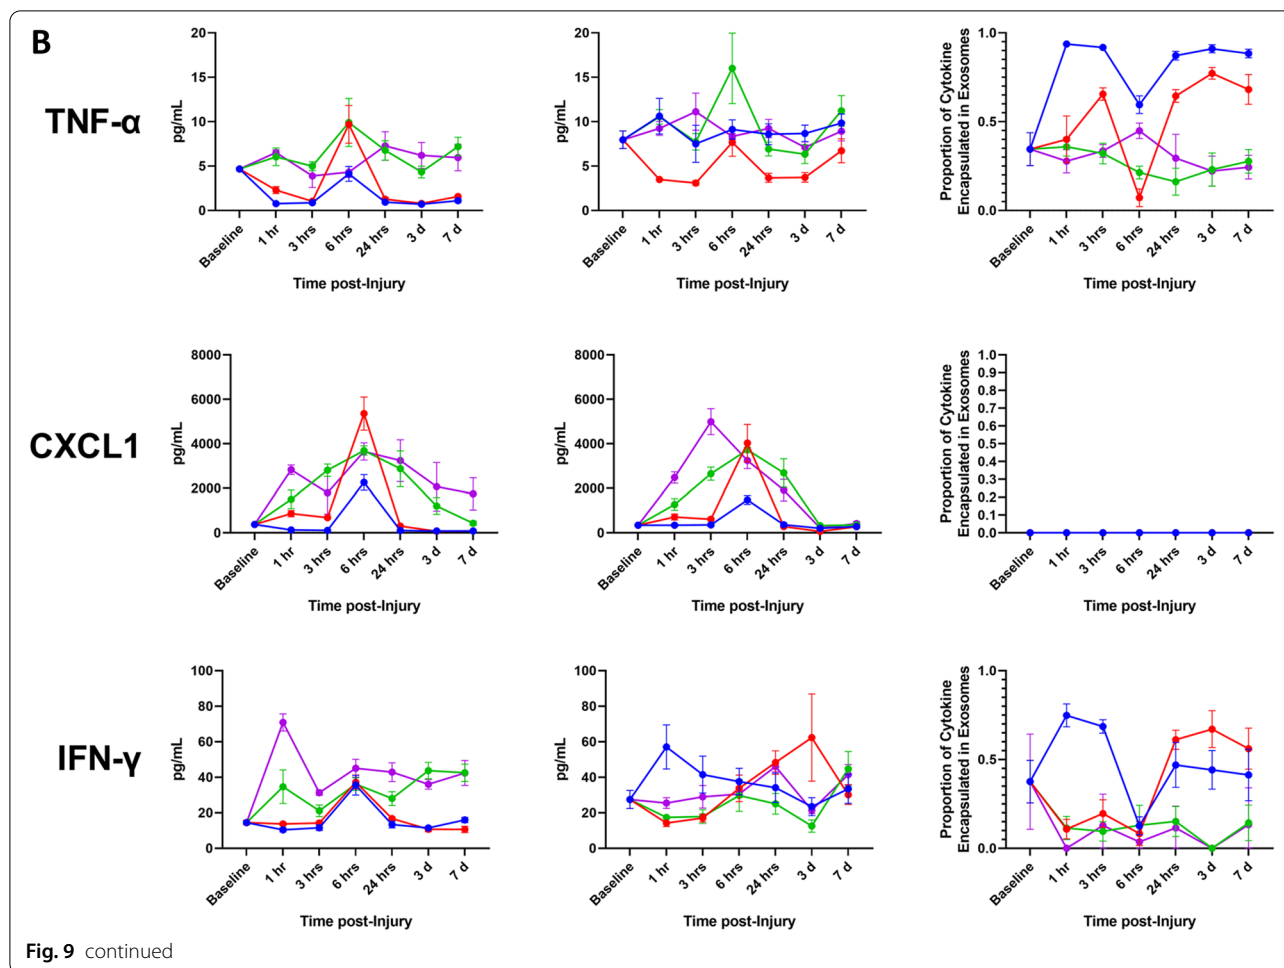 B
TNF-α
pg/mL
20
15
10
5
0
Baseline
1 hr
3 hrs
6 hrs
24 hrs
3 d
7 d
Time post-Injury
pg/mL
20
15
10
5
0
Baseline
1 hr
3 hrs
6 hrs
24 hrs
3 d
7 d
Time post-Injury
Proportion of Cytokine
Encapsulated in Exosomes
1.0
0.5
0.0
Baseline
1 hr
3 hrs
6 hrs
24 hrs
3 d
7 d
Time post-Injury
CXCL1
pg/mL
8000
6000
4000
2000
0
Baseline
1 hr
3 hrs
6 hrs
24 hrs
3 d
7 d
Time post-Injury
pg/mL
8000
6000
4000
2000
0
Baseline
1 hr
3 hrs
6 hrs
24 hrs
3 d
7 d
Time post-Injury
Proportion of Cytokine
Encapsulated in Exosomes
1.0
0.9
0.8
0.7
0.6
0.5
0.4
0.3
0.2
0.1
0.0
Baseline
1 hr
3 hrs
6 hrs
24 hrs
3 d
7 d
Time post-Injury
IFN-γ
pg/mL
100
80
60
40
20
0
Baseline
1 hr
3 hrs
6 hrs
24 hrs
3 d
7 d
Time post-Injury
pg/mL
100
80
60
40
20
0
Baseline
1 hr
3 hrs
6 hrs
24 hrs
3 d
7 d
Time post-Injury
Proportion of Cytokine
Encapsulated in Exosomes
1.0
0.5
0.0
Baseline
1 hr
3 hrs
6 hrs
24 hrs
3 d
7 d
Time post-Injury
Fig. 9 continued